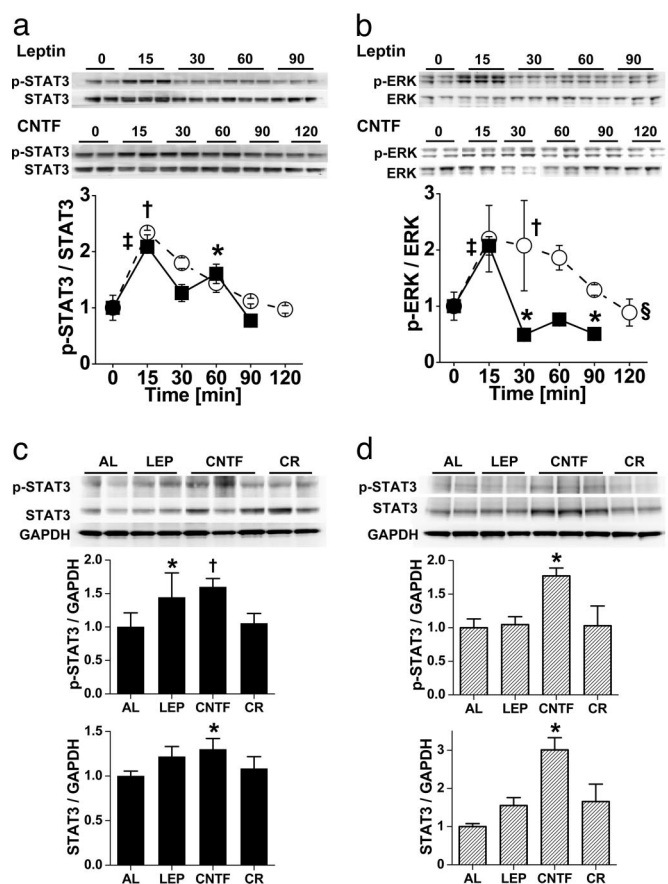 a
Leptin
0 15 30 60 90
p-STAT3
STAT3
CNTF
0 15 30 60 90 120
p-STAT3
STAT3
p-STAT3 / STAT3
3
2
1
0
‡ † *
0 15 30 60 90 120
Time [min]
b
Leptin
0 15 30 60 90
p-ERK
ERK
CNTF
0 15 30 60 90 120
p-ERK
ERK
p-ERK / ERK
3
2
1
0
‡ † * * §
0 15 30 60 90 120
Time [min]
c
AL LEP CNTF CR
p-STAT3
STAT3
GAPDH
p-STAT3 / GAPDH
2.0
1.5
1.0
0.5
0.0
* †
AL LEP CNTF CR
STAT3 / GAPDH
1.5
1.0
0.5
0.0
*
AL LEP CNTF CR
d
AL LEP CNTF CR
p-STAT3
STAT3
GAPDH
p-STAT3 / GAPDH
2.0
1.5
1.0
0.5
0.0
*
AL LEP CNTF CR
STAT3 / GAPDH
3
2
1
0
*
AL LEP CNTF CR